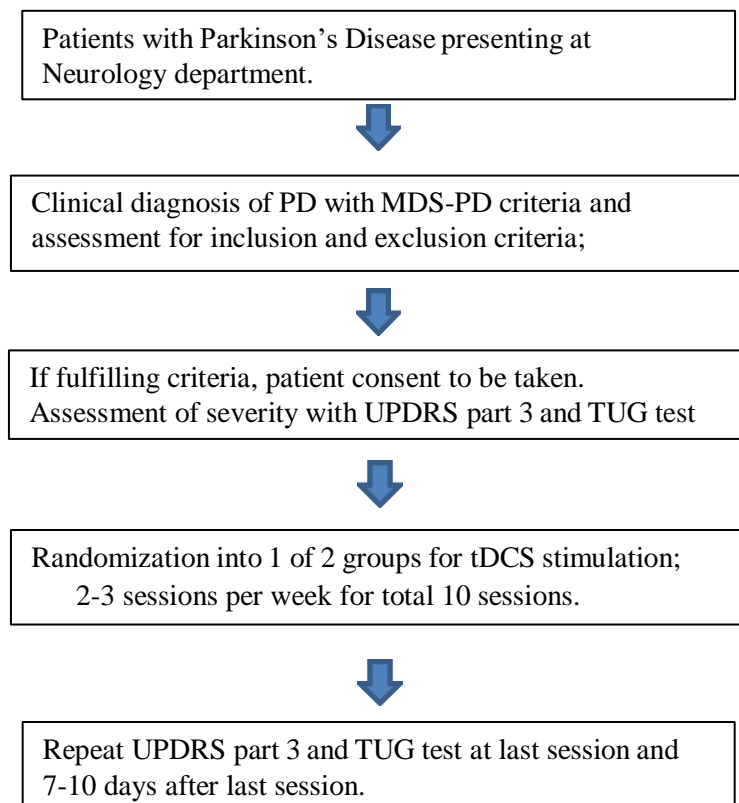 Patients with Parkinson’s Disease presenting at
Neurology department.
Clinical diagnosis of PD with MDS-PD criteria and
assessment for inclusion and exclusion criteria;
If fulfilling criteria, patient consent to be taken.
Assessment of severity with UPDRS part 3 and TUG test
Randomization into 1 of 2 groups for tDCS stimulation;
2-3 sessions per week for total 10 sessions.
Repeat UPDRS part 3 and TUG test at last session and
7-10 days after last session.